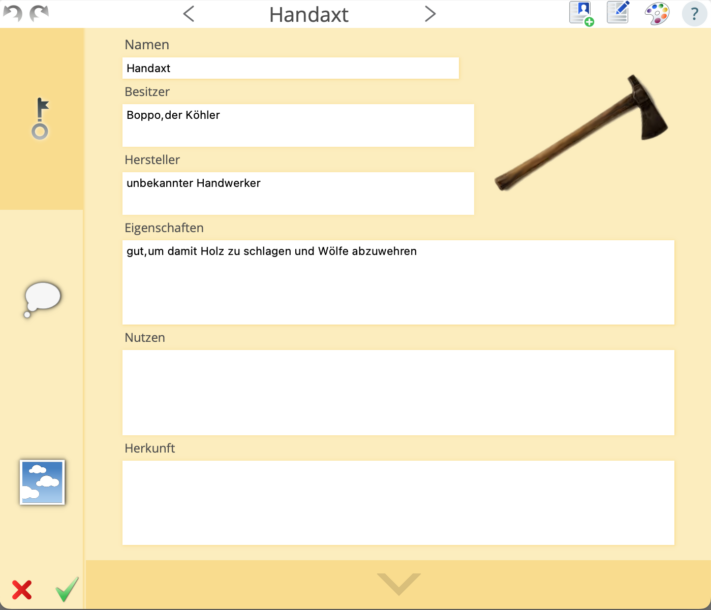 Handaxt
?
Namen
Handaxt
Besitzer
Boppo,der Köhler
Hersteller
unbekannter Handwerker
Eigenschaften
gut,um damit Holz zu schlagen und Wölfe abzuwehren
Nutzen
Herkunft